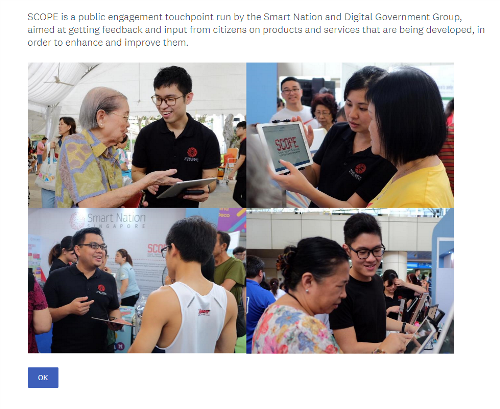 SCOPE is a public engagement touchpoint run by the Smart Nation and Digital Government Group,
aimed at getting feedback and input from citizens on products and services that are being developed, in
order to enhance and improve them.
SCOPE
Smart Nation
SINGAPORE
OK